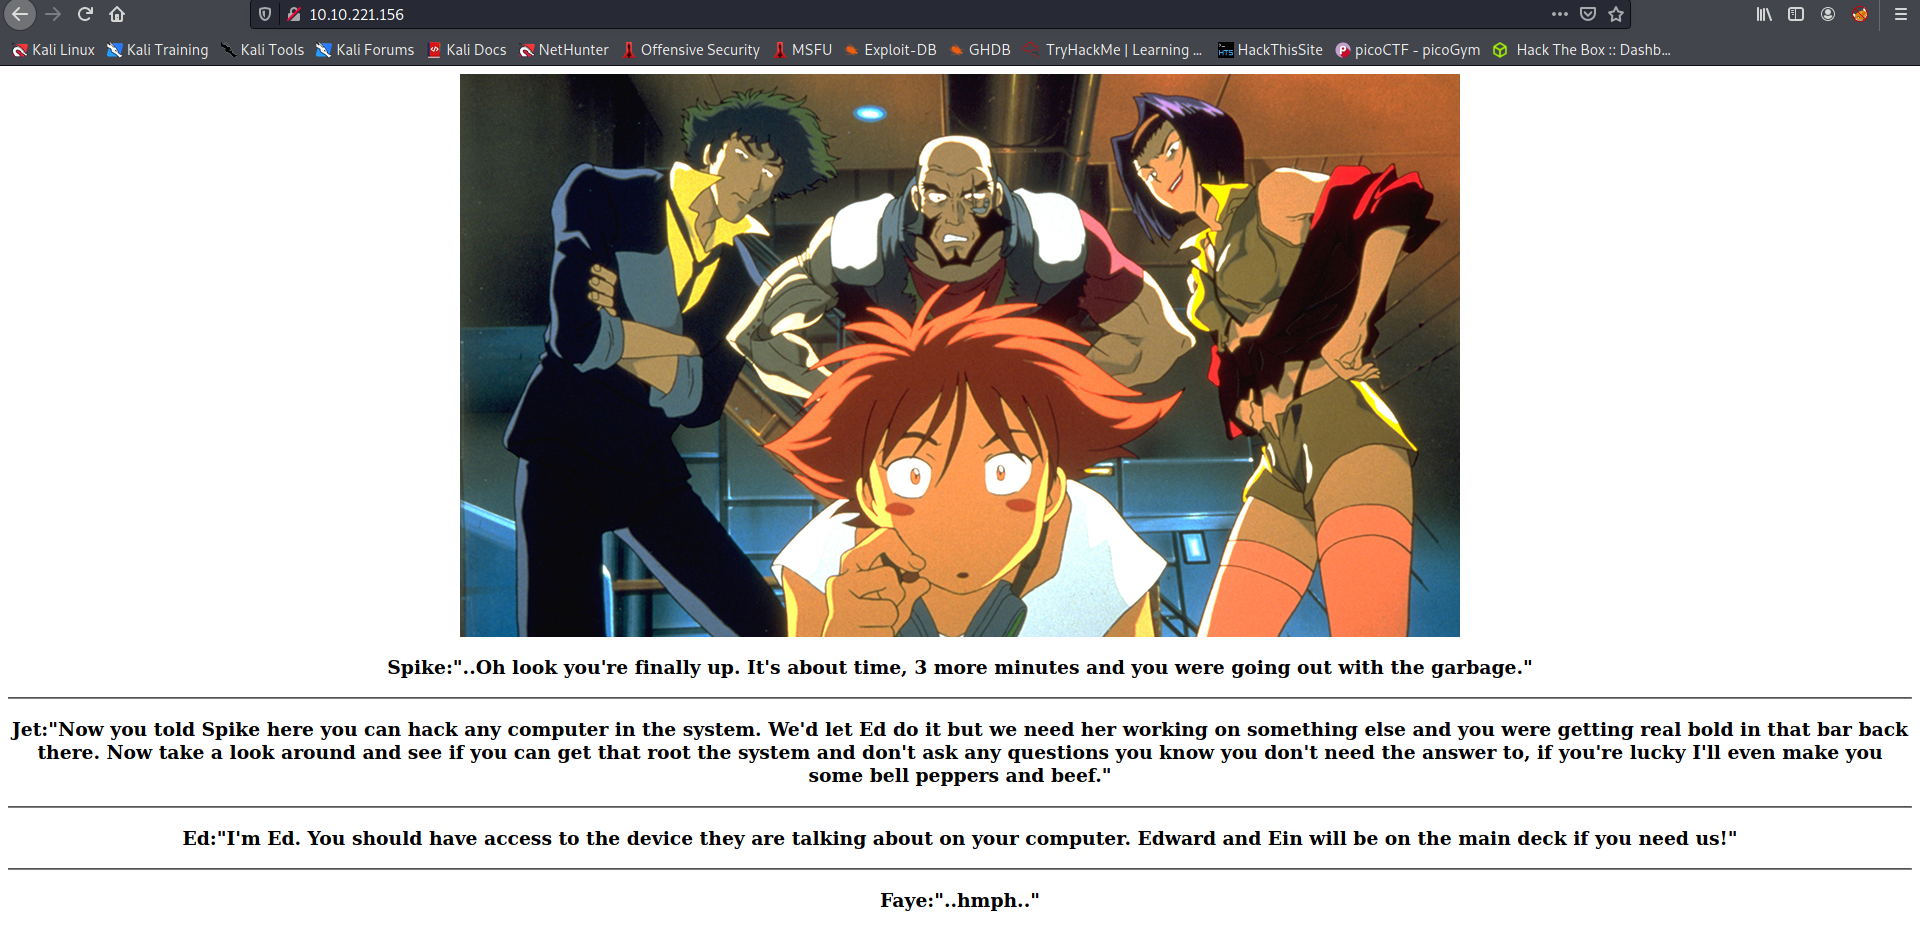 10.10.221.156
Kali Linux Kali Training Kali Tools Kali Forums Kali Docs NetHunter Offensive Security MSFU Exploit-DB GHDB TryHackMe | Learning ... HackThisSite picoCTF - picoGym Hack The Box :: Dashb...
Spike:"..Oh look you're finally up. It's about time, 3 more minutes and you were going out with the garbage."
Jet:"Now you told Spike here you can hack any computer in the system. We'd let Ed do it but we need her working on something else and you were getting real bold in that bar back
there. Now take a look around and see if you can get that root the system and don't ask any questions you know you don't need the answer to, if you're lucky I'll even make you
some bell peppers and beef."
Ed:"I'm Ed. You should have access to the device they are talking about on your computer. Edward and Ein will be on the main deck if you need us!"
Faye:"..hmph.."